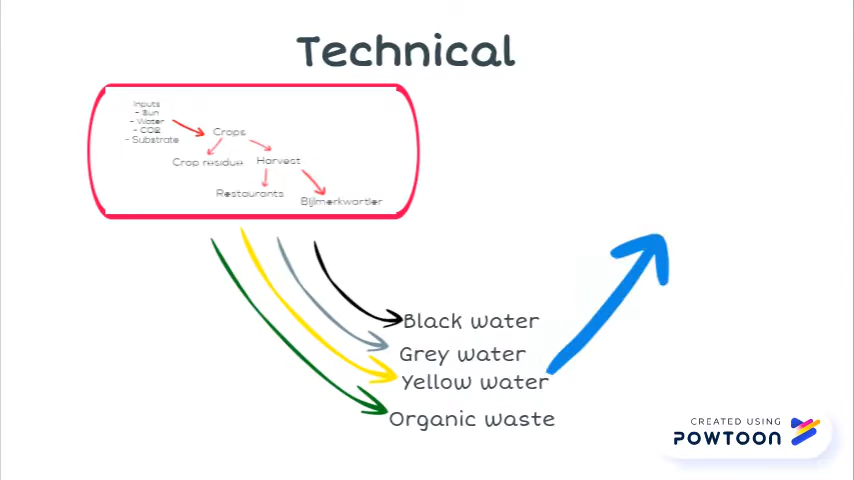 Technical
Inputs
- Sun
- Water
- CO2
- Substrate
Crops
Crop residue
Harvest
Restaurants
Bijlmerkwartier
Black water
Grey water
Yellow water
Organic waste
CREATED USING
POWTOON